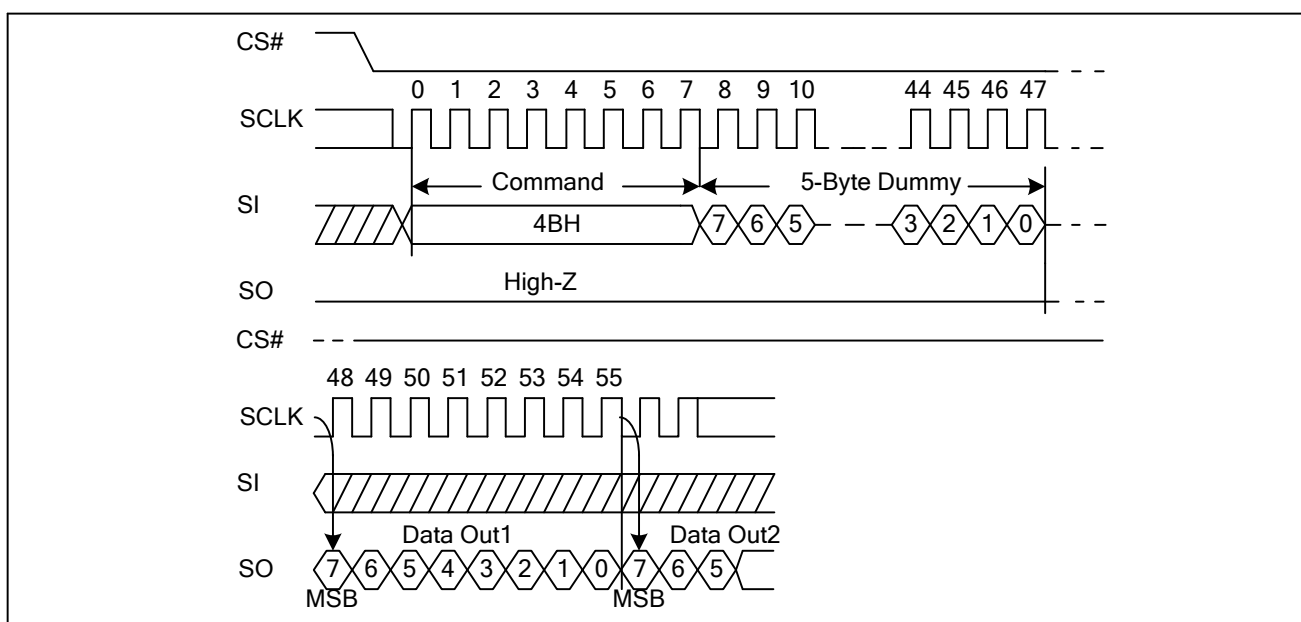 CS#
0 1 2 3 4 5 6 7 8 9 10 44 45 46 47
SCLK
Command 5-Byte Dummy
SI
4BH 7 6 5 3 2 1 0
High-Z
SO
CS#
48 49 50 51 52 53 54 55
SCLK
SI
Data Out1 Data Out2
SO 7 6 5 4 3 2 1 0 7 6 5
MSB MSB